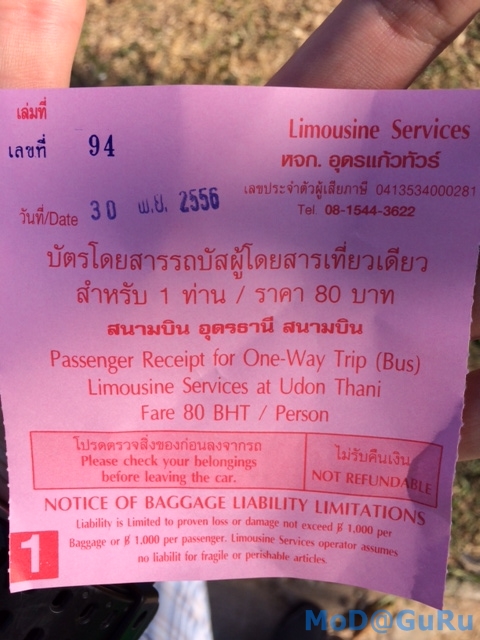 เล่มที่
Limousine Services
เลขที่ 94
หจก. อุดรแก้วทัวร์
เลขประจำตัวผู้เสียภาษี 0413534000281
วันที่/Date 30 พ.ย. 2556
Tel. 08-1544-3622
บัตรโดยสารรถบัสผู้โดยสารเที่ยวเดียว
สำหรับ 1 ท่าน / ราคา 80 บาท
สนามบิน อุดรธานี สนามบิน
Passenger Receipt for One-Way Trip (Bus)
Limousine Services at Udon Thani
Fare 80 BHT / Person
โปรดตรวจสิ่งของก่อนลงจากรถ
Please check your belongings
before leaving the car.
ไม่รับคืนเงิน
NOT REFUNDABLE
NOTICE OF BAGGAGE LIABILITY LIMITATIONS
Liability is Limited to proven loss or damage not exceed ฿ 1,000 per
Baggage or ฿ 1,000 per passenger. Limousine Services operator assumes
no liabilit for fragile or perishable articles.
1
MoD@GuRu